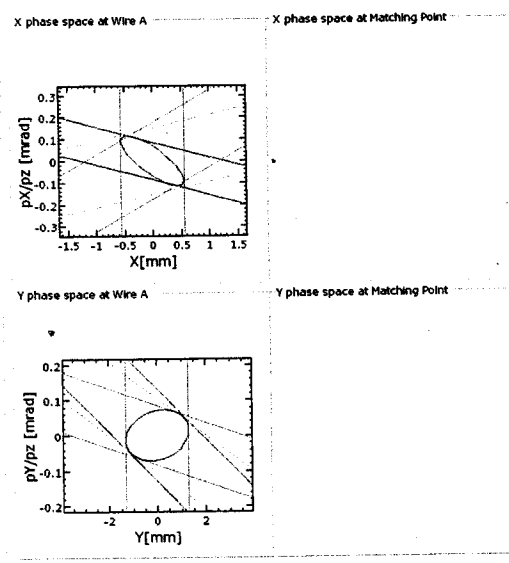 X phase space at Wire A
X phase space at Matching Point
0.3
0.2
0.1
0
-0.1
-0.2
-0.3
pX/pz [mrad]
-1.5 -1 -0.5 0 0.5 1 1.5
X[mm]
Y phase space at Wire A
Y phase space at Matching Point
0.2
0.1
0
-0.1
-0.2
pY/pz [mrad]
-2 0 2
Y[mm]